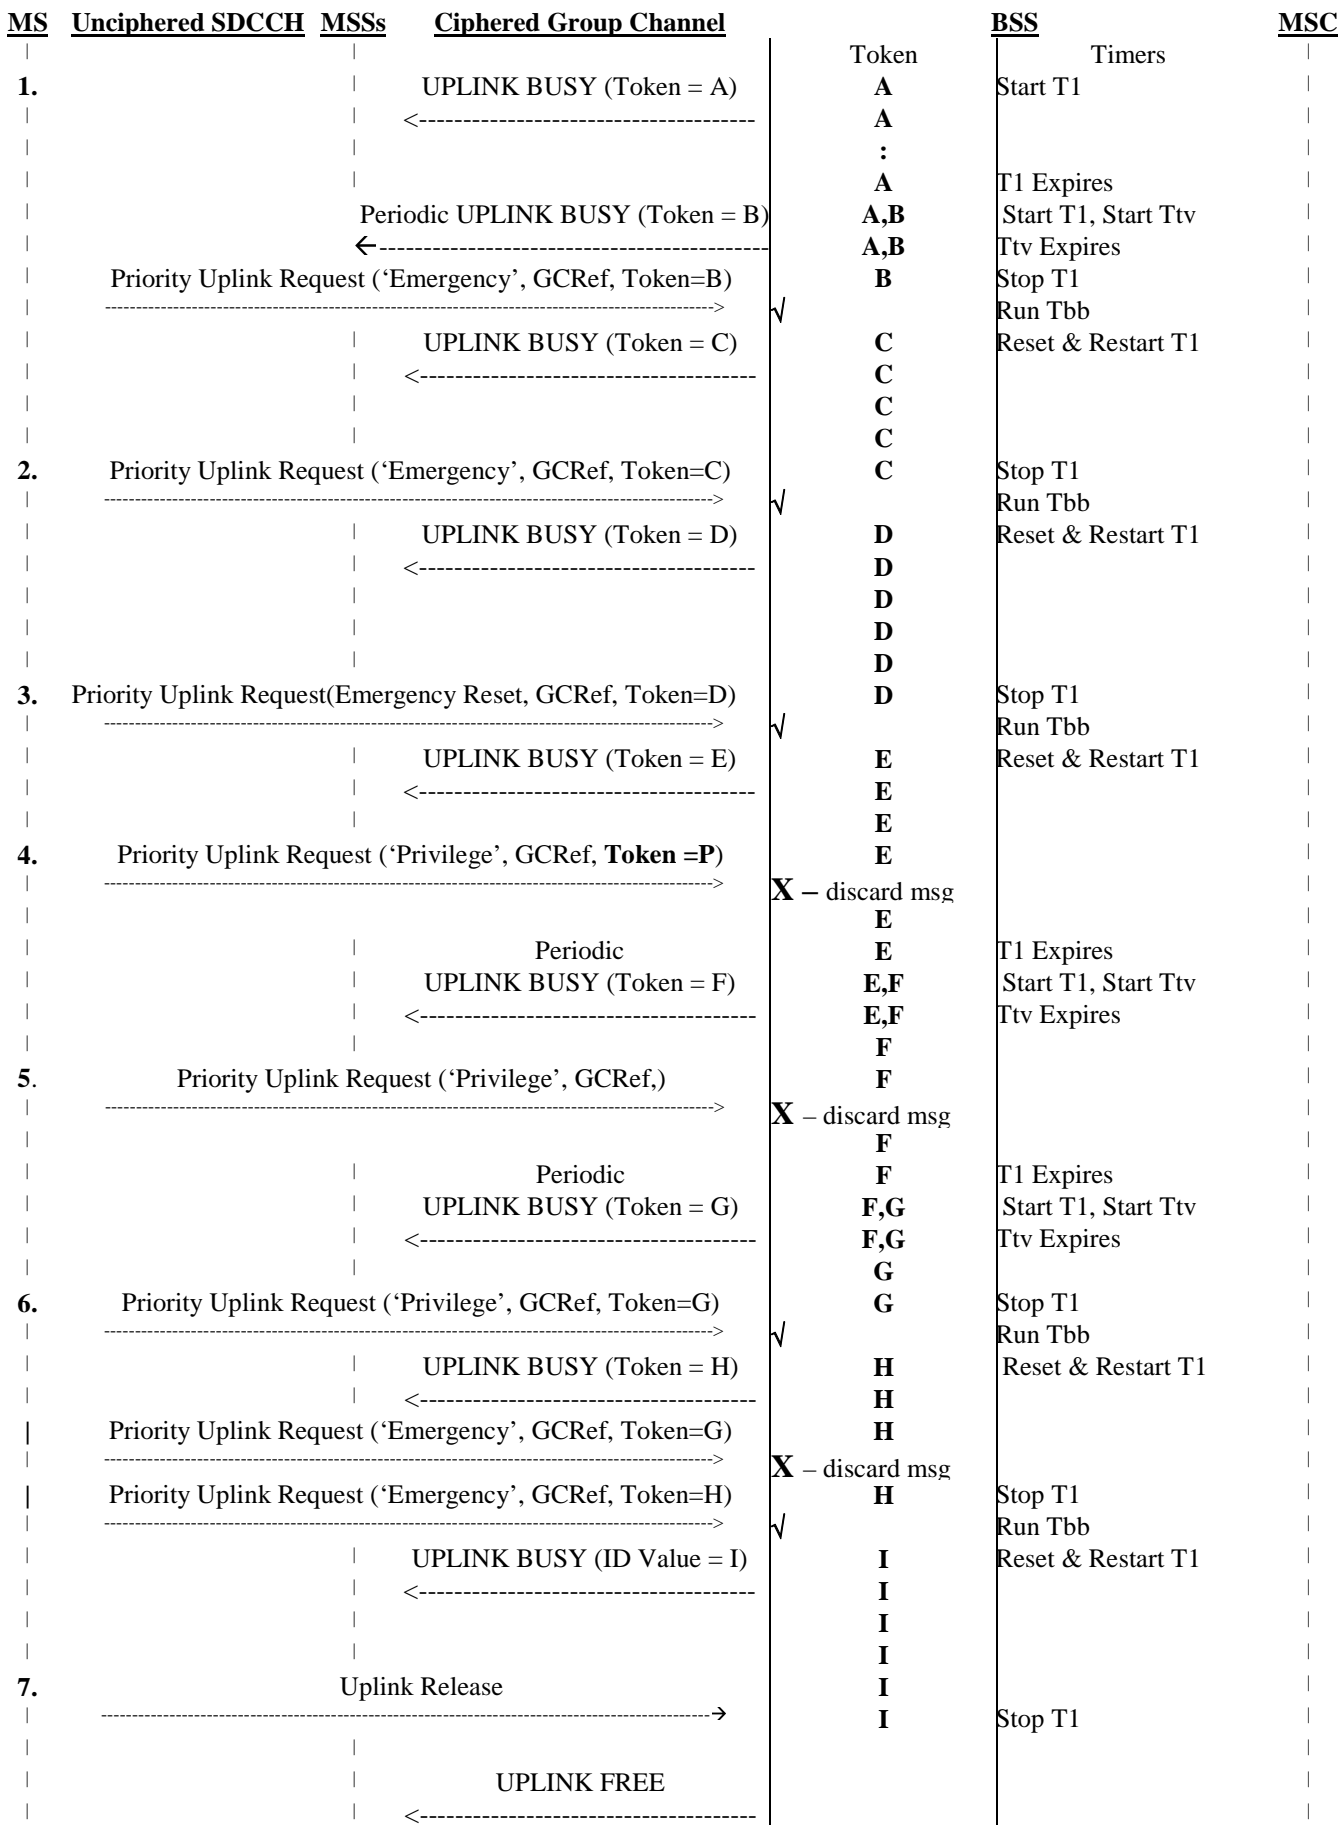 MS Unciphered SDCCH MSSs Ciphered Group Channel BSS MSC
Token Timers
1. UPLINK BUSY (Token = A) A Start T1
<-------------------------------------- A
:
A T1 Expires
Periodic UPLINK BUSY (Token = B) A,B Start T1, Start Ttv
A,B Ttv Expires
Priority Uplink Request (‘Emergency’, GCRef, Token=B) B Stop T1
√ Run Tbb
UPLINK BUSY (Token = C) C Reset & Restart T1
<-------------------------------------- C
C
C
2. Priority Uplink Request (‘Emergency’, GCRef, Token=C) C Stop T1
√ Run Tbb
UPLINK BUSY (Token = D) D Reset & Restart T1
<-------------------------------------- D
D
D
D
3. Priority Uplink Request(Emergency Reset, GCRef, Token=D) D Stop T1
√ Run Tbb
UPLINK BUSY (Token = E) E Reset & Restart T1
<-------------------------------------- E
E
4. Priority Uplink Request (‘Privilege’, GCRef, Token =P) E
X – discard msg
E
Periodic E T1 Expires
UPLINK BUSY (Token = F) E,F Start T1, Start Ttv
<-------------------------------------- E,F Ttv Expires
F
5. Priority Uplink Request (‘Privilege’, GCRef,) F
X – discard msg
F
Periodic F T1 Expires
UPLINK BUSY (Token = G) F,G Start T1, Start Ttv
<-------------------------------------- F,G Ttv Expires
G
6. Priority Uplink Request (‘Privilege’, GCRef, Token=G) G Stop T1
√ Run Tbb
UPLINK BUSY (Token = H) H Reset & Restart T1
<-------------------------------------- H
Priority Uplink Request (‘Emergency’, GCRef, Token=G) H
X – discard msg
Priority Uplink Request (‘Emergency’, GCRef, Token=H) H Stop T1
√ Run Tbb
UPLINK BUSY (ID Value = I) I Reset & Restart T1
<-------------------------------------- I
I
I
7. Uplink Release I
I Stop T1
UPLINK FREE
<--------------------------------------